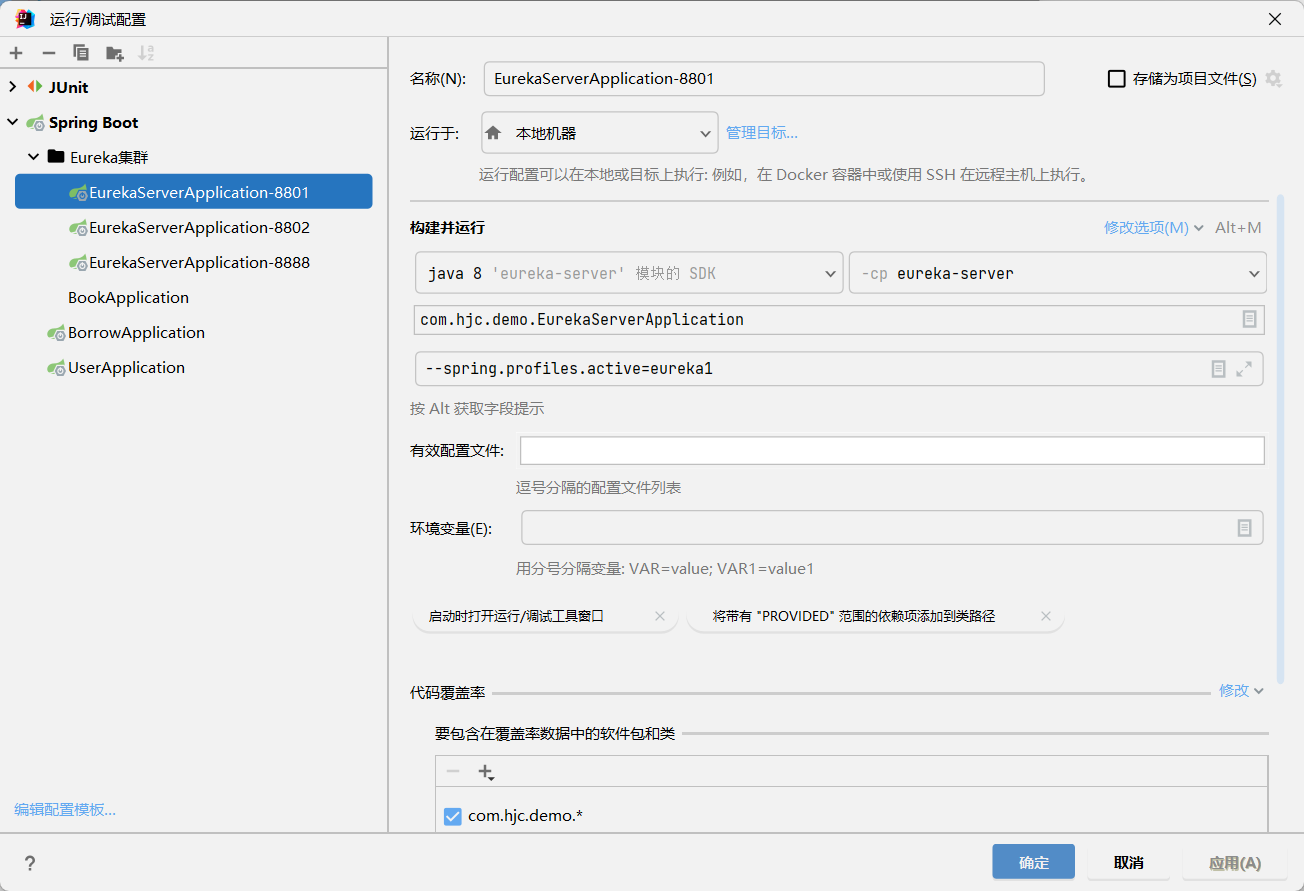 运行/调试配置
JUnit
Spring Boot
Eureka集群
EurekaServerApplication-8801
EurekaServerApplication-8802
EurekaServerApplication-8888
BookApplication
BorrowApplication
UserApplication
编辑配置模板...
名称(N): EurekaServerApplication-8801 存储为项目文件(S)
运行于: 本地机器 管理目标...
运行配置可以在本地或目标上执行: 例如，在 Docker 容器中或使用 SSH 在远程主机上执行。
构建并运行 修改选项(M) Alt+M
java 8 'eureka-server' 模块的 SDK -cp eureka-server
com.hjc.demo.EurekaServerApplication
--spring.profiles.active=eureka1
按 Alt 获取字段提示
有效配置文件:
逗号分隔的配置文件列表
环境变量(E):
用分号分隔变量: VAR=value; VAR1=value1
启动时打开运行/调试工具窗口 将带有 "PROVIDED" 范围的依赖项添加到类路径
代码覆盖率 修改
要包含在覆盖率数据中的软件包和类
com.hjc.demo.*
? 确定 取消 应用(A)